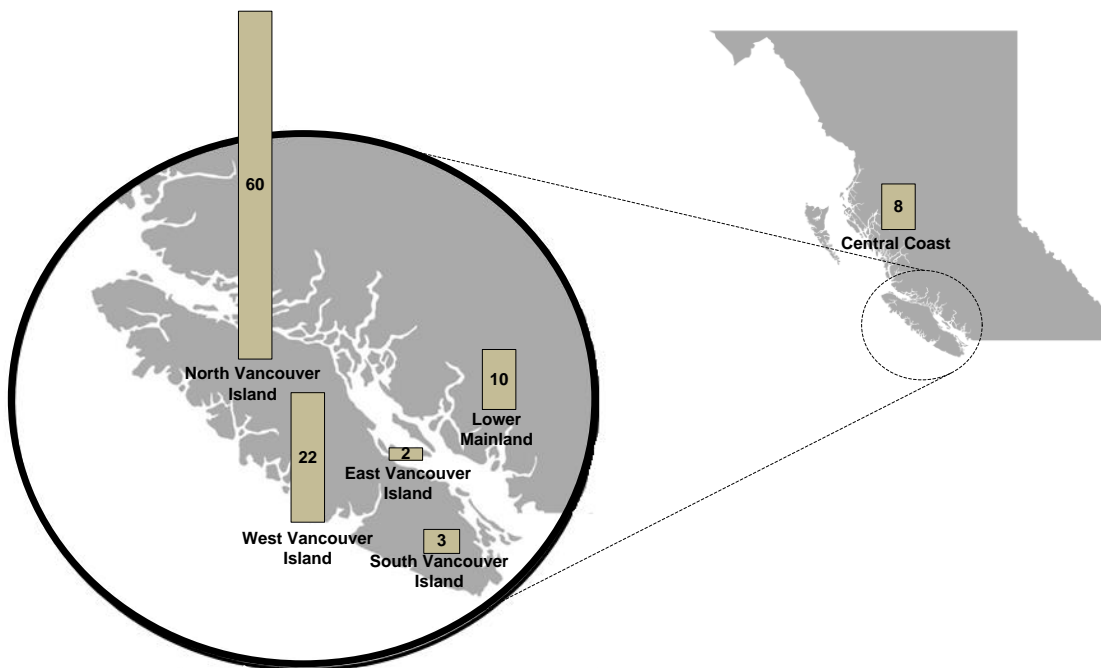 60
North Vancouver
Island
22
West Vancouver
Island
2
East Vancouver
Island
3
South Vancouver
Island
10
Lower
Mainland
8
Central Coast